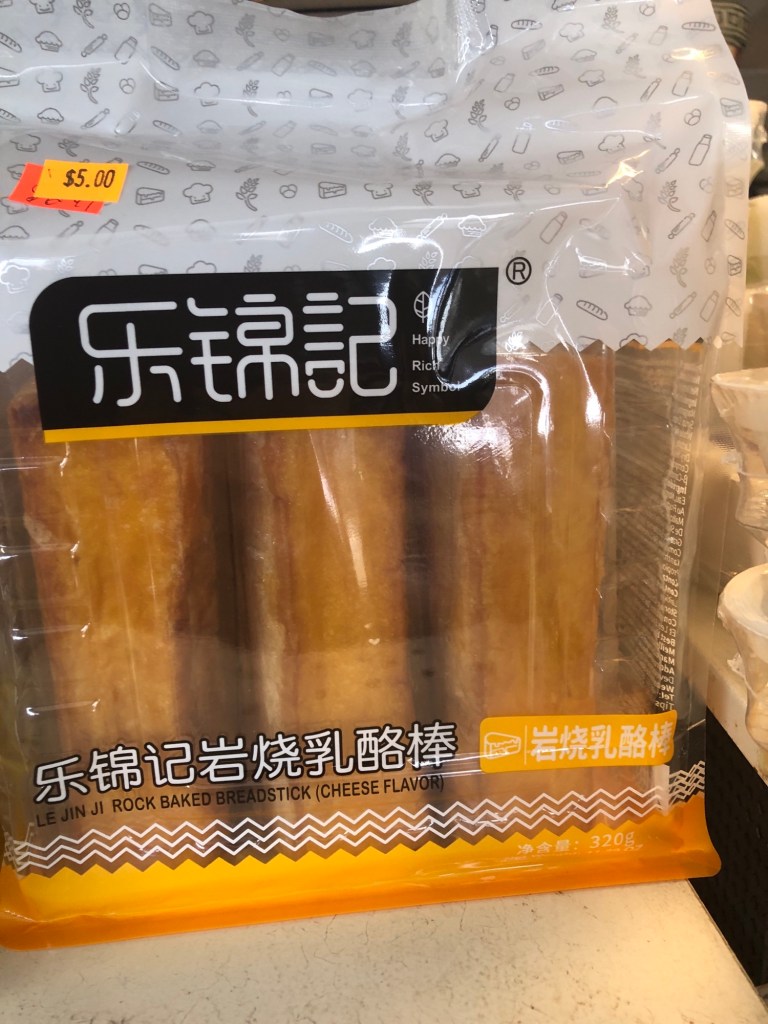 $5.00
乐锦記
®
Happy
Rich
Symbol
乐锦记岩烧乳酪棒
岩烧乳酪棒
LE JIN JI ROCK BAKED BREADSTICK (CHEESE FLAVOR)
净含量：320g